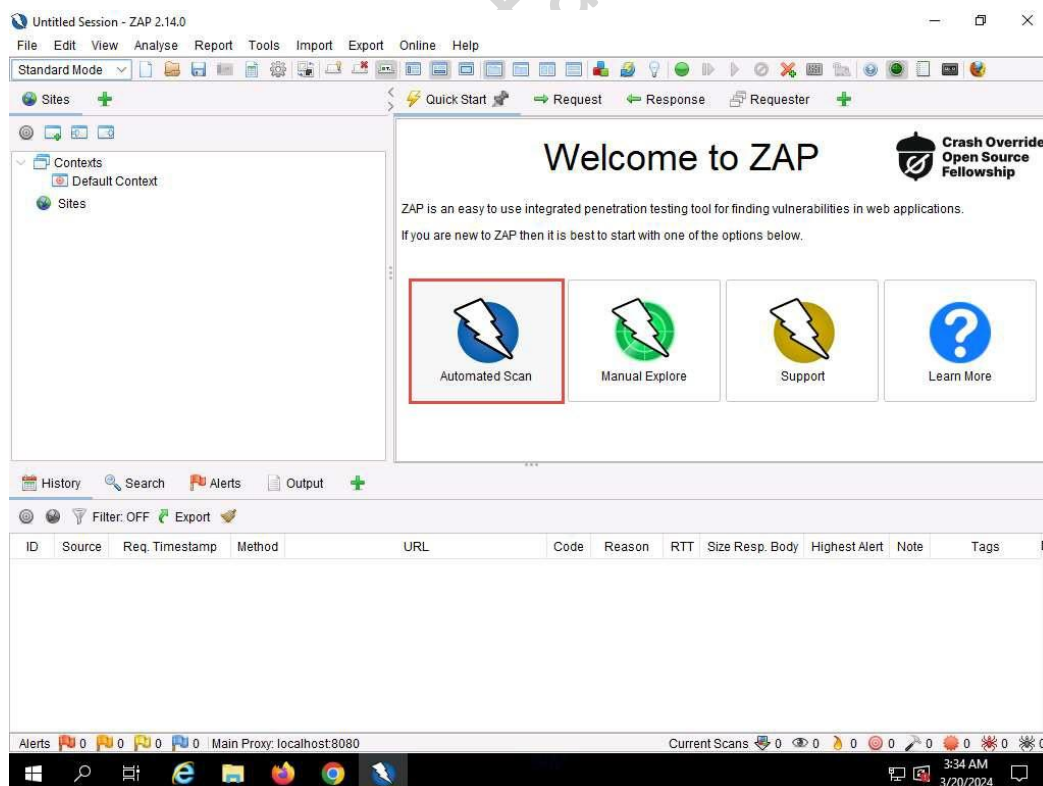 Untitled Session - ZAP 2.14.0
File Edit View Analyse Report Tools Import Export Online Help
Standard Mode
Sites
Quick Start Request Response Requester
Contexts
Default Context
Sites
Welcome to ZAP
Crash Override
Open Source
Fellowship
ZAP is an easy to use integrated penetration testing tool for finding vulnerabilities in web applications.
If you are new to ZAP then it is best to start with one of the options below.
Automated Scan Manual Explore Support Learn More
History Search Alerts Output
Filter: OFF Export
ID Source Req. Timestamp Method URL Code Reason RTT Size Resp. Body Highest Alert Note Tags
Alerts 0 0 0 0 Main Proxy: localhost:8080 Current Scans 0 0 0 0 0 0 0
3:34 AM
3/20/2024